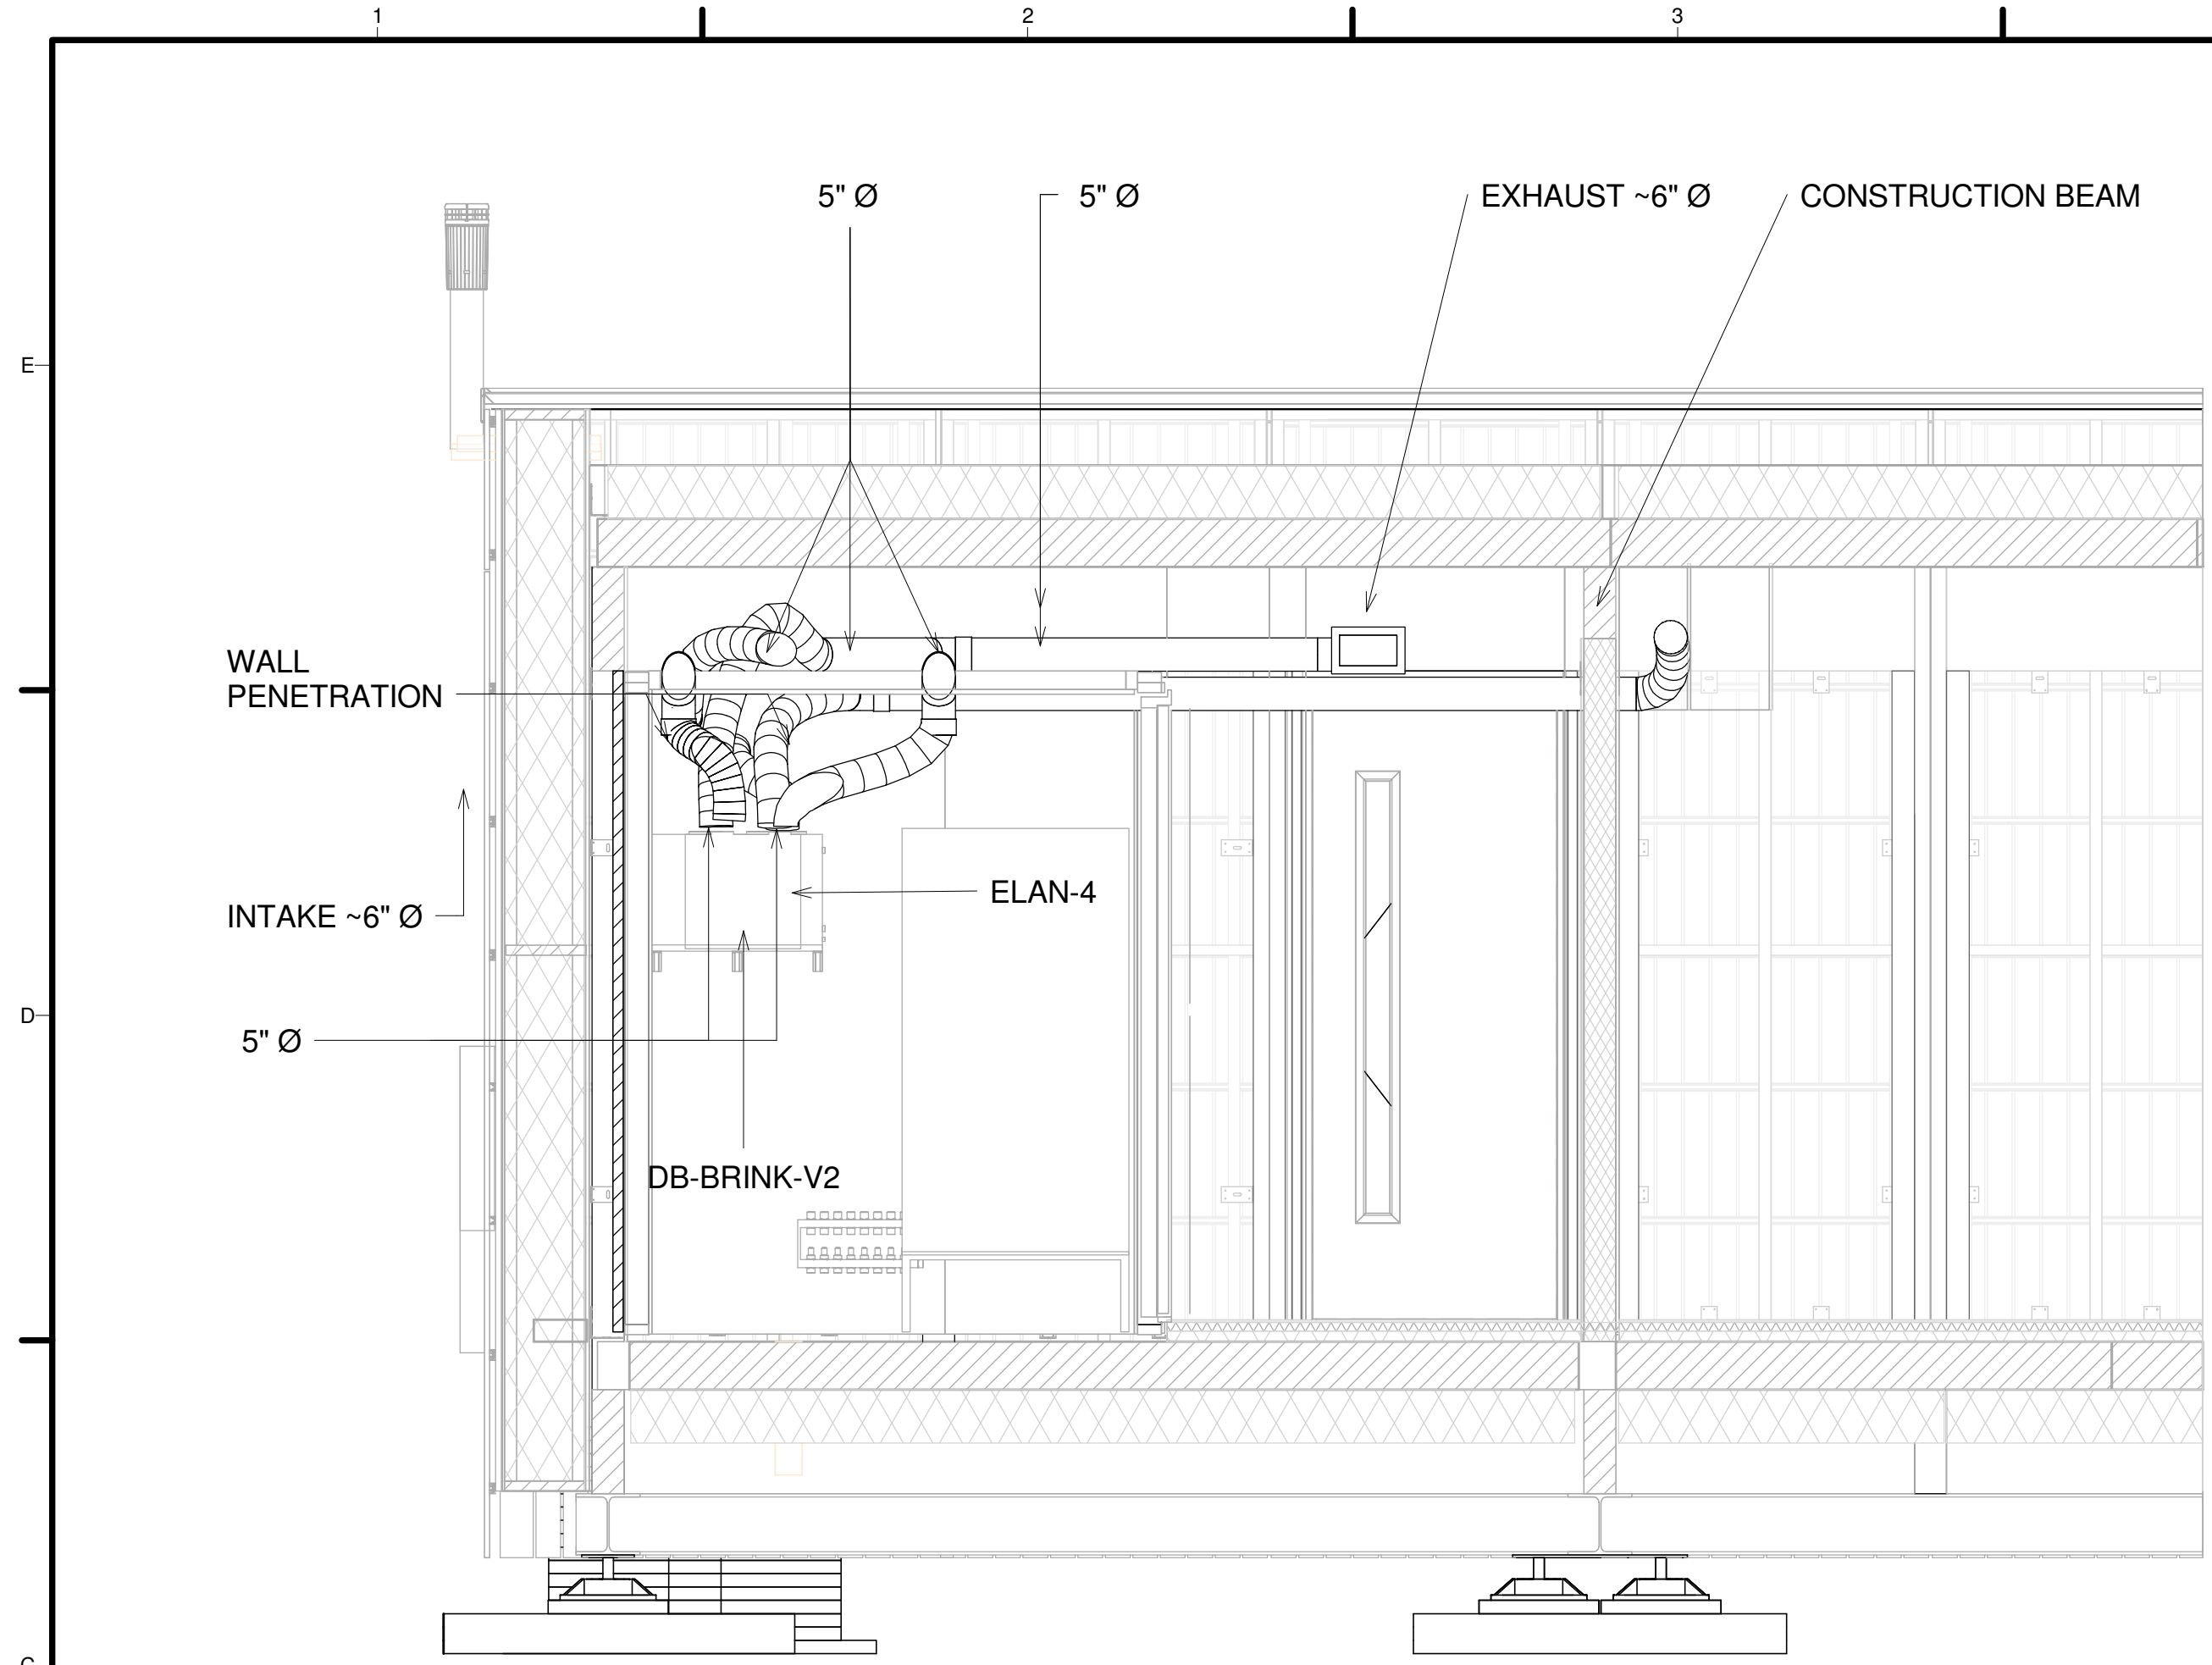 1
2
3
5" Ø
5" Ø
EXHAUST ~6" Ø
CONSTRUCTION BEAM
E
WALL
PENETRATION
ELAN-4
INTAKE ~6" Ø
D
5" Ø
DB-BRINK-V2
C